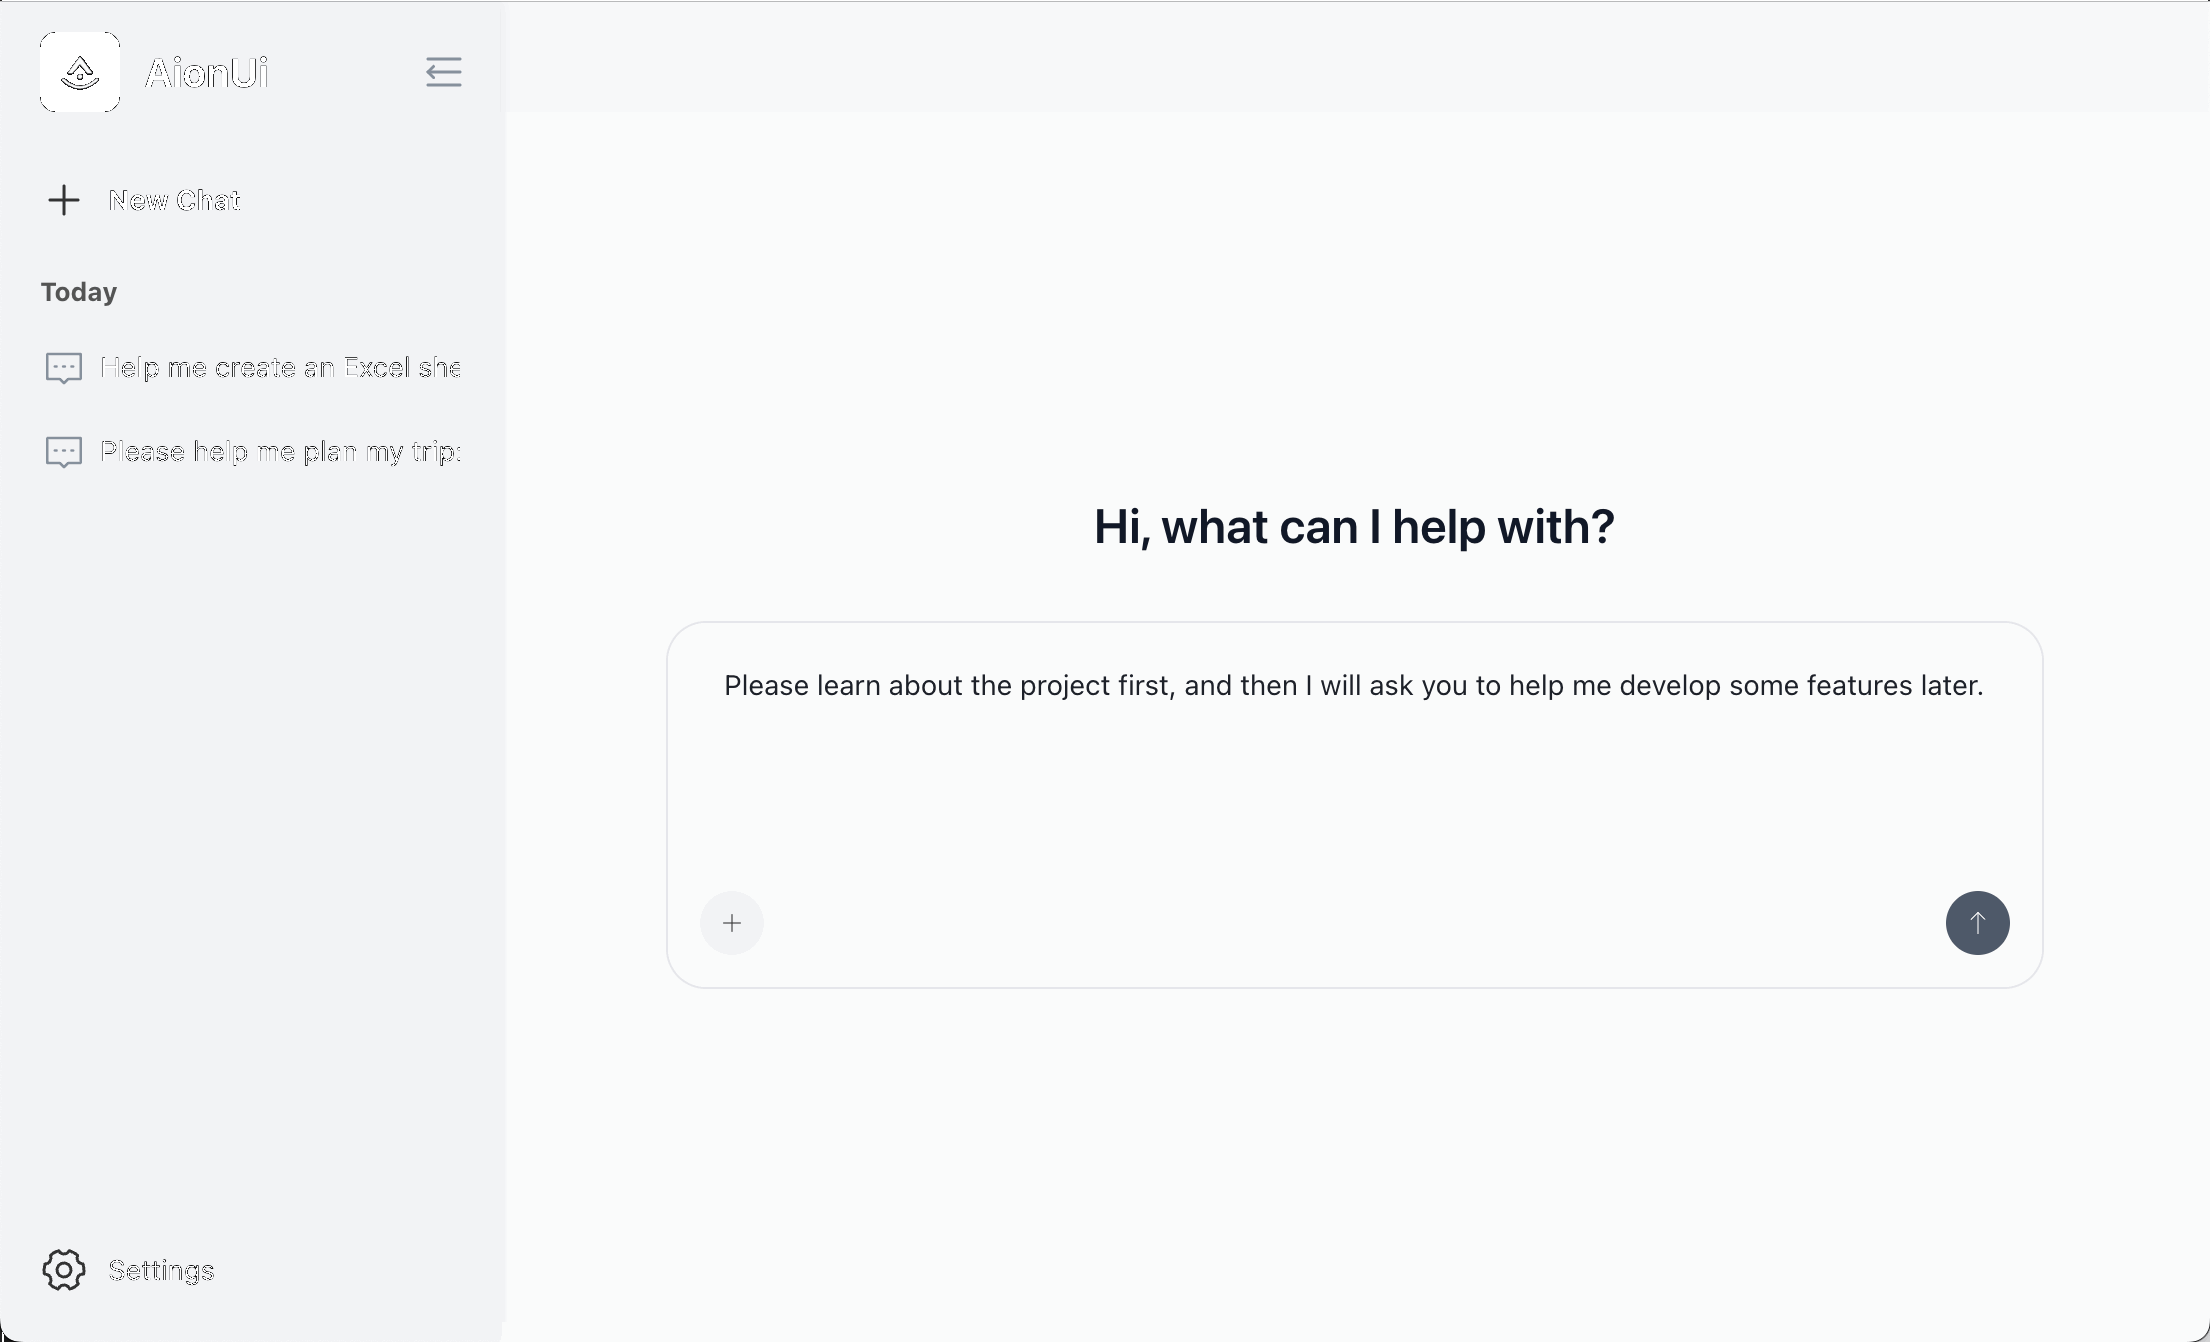 AionUi
New Chat
Today
Help me create an Excel she
Please help me plan my trip:
Hi, what can I help with?
Please learn about the project first, and then I will ask you to help me develop some features later.
Settings